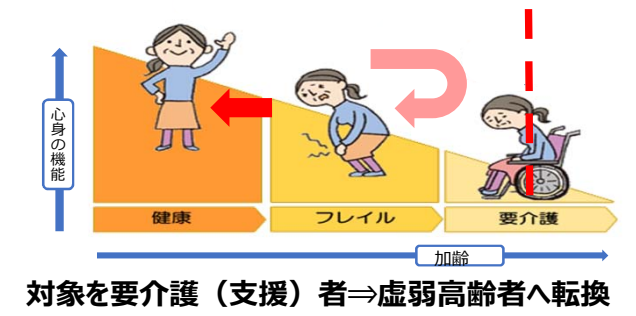 心身の機能
健康
フレイル
要介護
加齢
対象を要介護（支援）者⇒虚弱高齢者へ転換